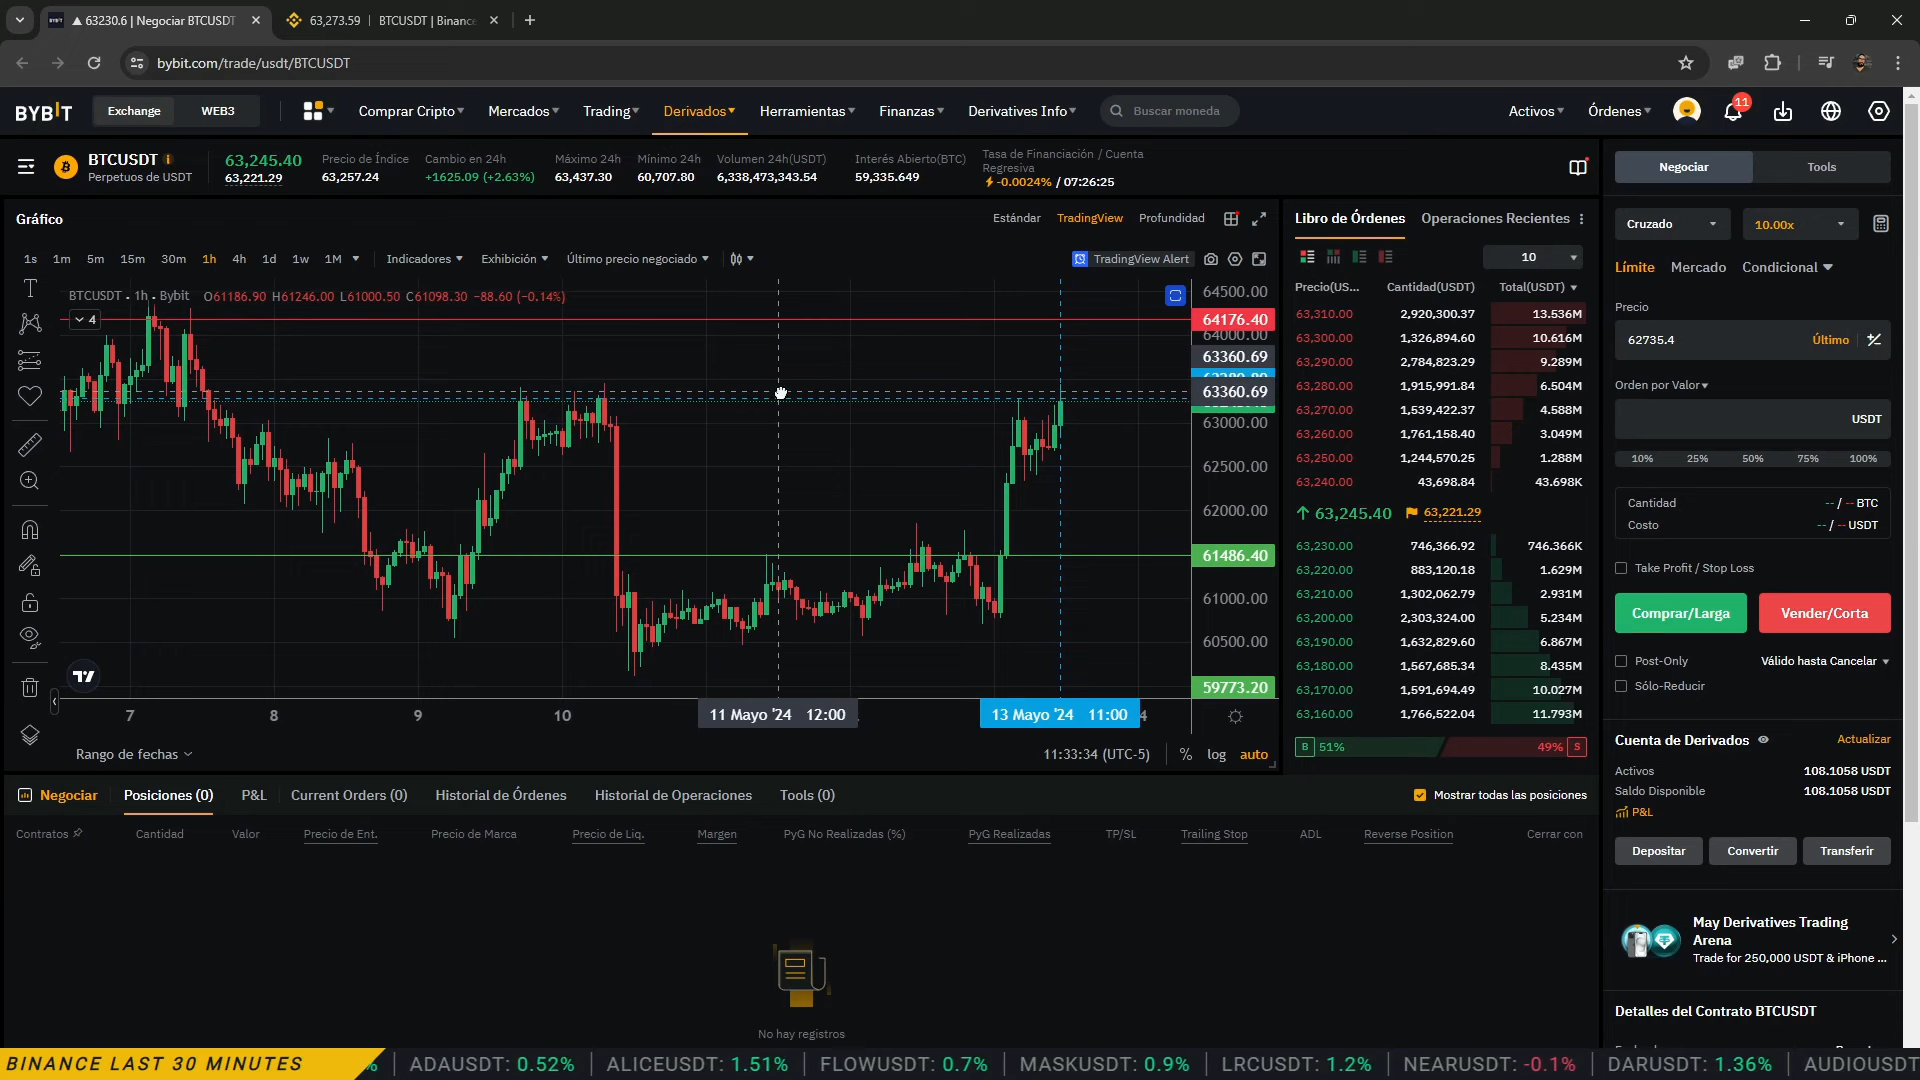 ▲ 63230.6 | Negociar BTCUSDT
63,273.59 | BTCUSDT | Binance
bybit.com/trade/usdt/BTCUSDT
BYBIT
Exchange
WEB3
Comprar Cripto
Mercados
Trading
Derivados
Herramientas
Finanzas
Derivatives Info
Buscar moneda
Activos
Órdenes
11
BTCUSDT
Perpetuos de USDT
63,245.40
63,221.29
Precio de Índice
63,257.24
Cambio en 24h
+1625.09 (+2.63%)
Máximo 24h
63,437.30
Mínimo 24h
60,707.80
Volumen 24h(USDT)
6,338,473,343.54
Interés Abierto(BTC)
59,335.649
Tasa de Financiación / Cuenta
Regresiva
-0.0024% / 07:26:25
Negociar
Tools
Gráfico
Estándar
TradingView
Profundidad
1s 1m 5m 15m 30m 1h 4h 1d 1w 1M
Indicadores
Exhibición
Último precio negociado
TradingView Alert
BTCUSDT · 1h · Bybit O61186.90 H61246.00 L61000.50 C61098.30 −88.60 (−0.14%)
4
64500.00
64176.40
64000.00
63360.69
63360.69
63000.00
62500.00
62000.00
61486.40
61000.00
60500.00
59773.20
7 8 9 10
11 Mayo '24 12:00
13 Mayo '24 11:00
4
Rango de fechas
11:33:34 (UTC-5)
% log auto
Libro de Órdenes
Operaciones Recientes
10
Precio(US... Cantidad(USDT) Total(USDT)
63,310.00 2,920,300.37 13.536M
63,300.00 1,326,894.60 10.616M
63,290.00 2,784,823.29 9.289M
63,280.00 1,915,991.84 6.504M
63,270.00 1,539,422.37 4.588M
63,260.00 1,761,158.40 3.049M
63,250.00 1,244,570.25 1.288M
63,240.00 43,698.84 43.698K
63,245.40 63,221.29
63,230.00 746,366.92 746.366K
63,220.00 883,120.18 1.629M
63,210.00 1,302,062.79 2.931M
63,200.00 2,303,324.00 5.234M
63,190.00 1,632,829.60 6.867M
63,180.00 1,567,685.34 8.435M
63,170.00 1,591,694.49 10.027M
63,160.00 1,766,522.04 11.793M
B 51% 49% S
Cruzado
10.00x
Límite
Mercado
Condicional
Precio
62735.4
Último
Orden por Valor
USDT
10% 25% 50% 75% 100%
Cantidad -- / -- BTC
Costo -- / -- USDT
Take Profit / Stop Loss
Comprar/Larga
Vender/Corta
Post-Only
Válido hasta Cancelar
Sólo-Reducir
Cuenta de Derivados
Actualizar
Activos 108.1058 USDT
Saldo Disponible 108.1058 USDT
P&L
Depositar
Convertir
Transferir
May Derivatives Trading
Arena
Trade for 250,000 USDT & iPhone ...
Detalles del Contrato BTCUSDT
Negociar
Posiciones (0)
P&L
Current Orders (0)
Historial de Órdenes
Historial de Operaciones
Tools (0)
Mostrar todas las posiciones
Contratos
Cantidad
Valor
Precio de Ent.
Precio de Marca
Precio de Liq.
Margen
PyG No Realizadas (%)
PyG Realizadas
TP/SL
Trailing Stop
ADL
Reverse Position
Cerrar con
No hay registros
BINANCE LAST 30 MINUTES
% | ADAUSDT: 0.52% | ALICEUSDT: 1.51% | FLOWUSDT: 0.7% | MASKUSDT: 0.9% | LRCUSDT: 1.2% | NEARUSDT: -0.1% | DARUSDT: 1.36% | AUDIOUSDT